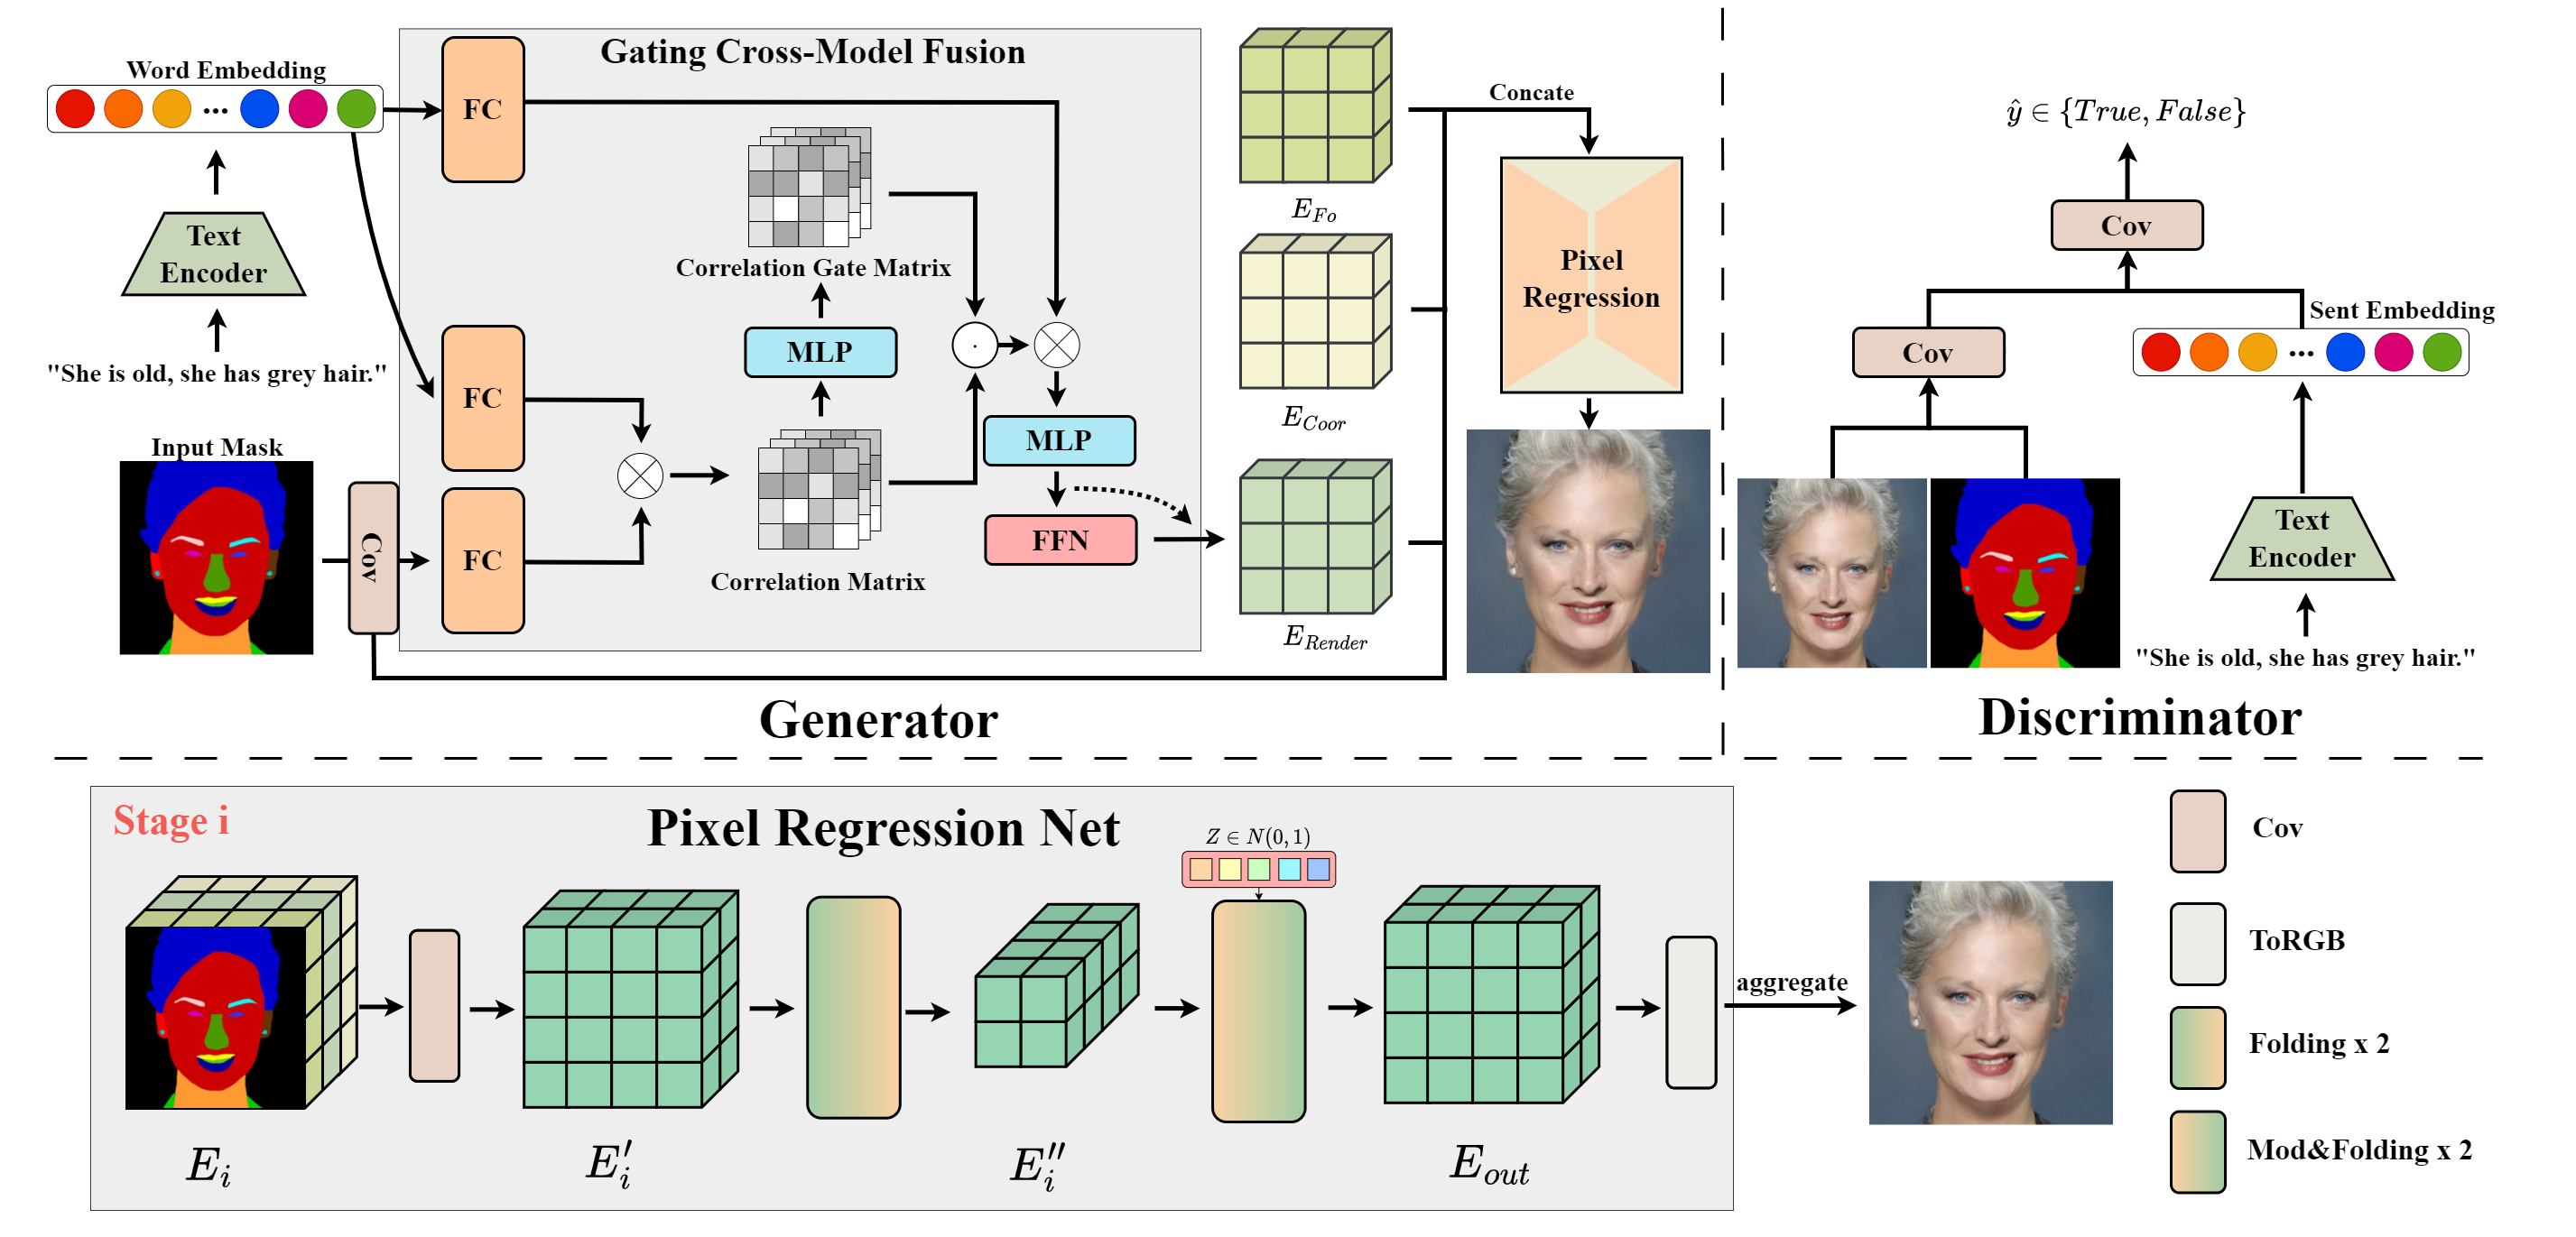 Gating Cross-Model Fusion
Word Embedding
...
FC
Text
Encoder
"She is old, she has grey hair."
Input Mask
Cov
FC
FC
Correlation Gate Matrix
MLP
Correlation Matrix
MLP
FFN
E_{Fo}
E_{Coor}
E_{Render}
Concate
Pixel
Regression
Generator
ŷ ∈ {True, False}
Cov
Cov
Sent Embedding
...
Text
Encoder
"She is old, she has grey hair."
Discriminator
Stage i
Pixel Regression Net
Z ∈ N(0,1)
E_i
E_i′
E_i″
E_{out}
aggregate
Cov
ToRGB
Folding x 2
Mod&Folding x 2